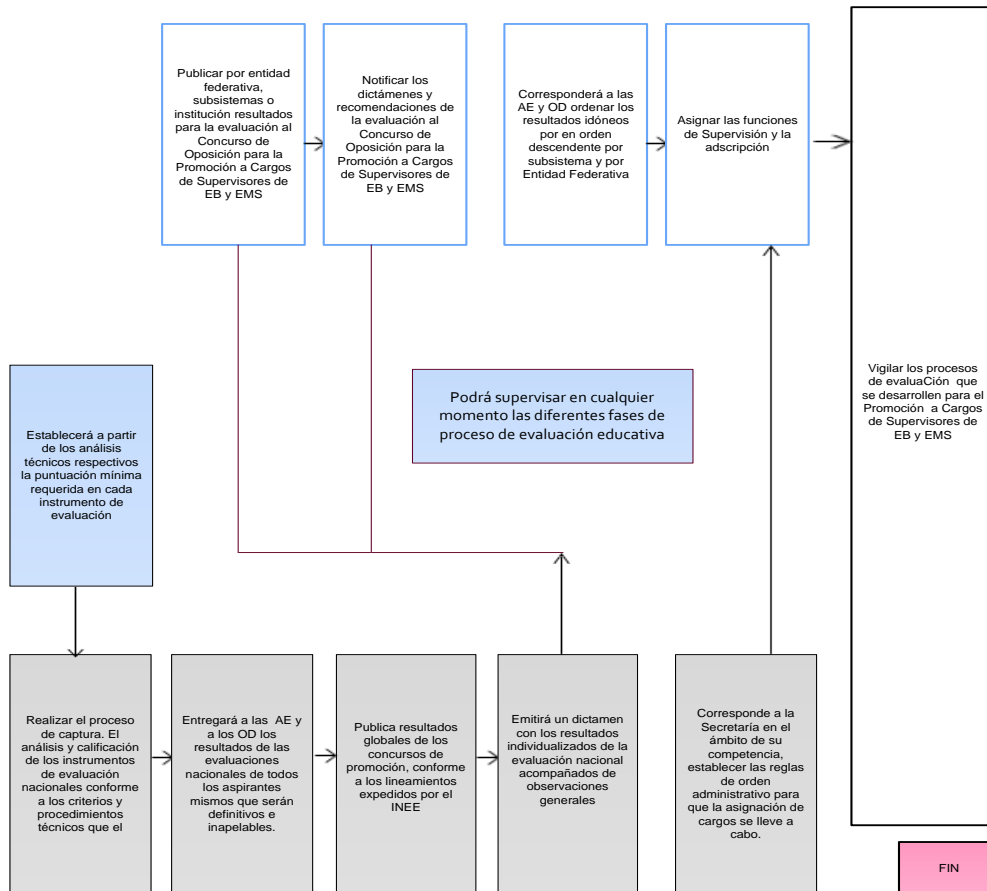 Publicar por entidad
federativa,
subsistemas o
institución resultados
para la evaluación al
Concurso de
Oposición para la
Promoción a Cargos
de Supervisores de
EB y EMS
Notificar los
dictámenes y
recomendaciones de
la evaluación al
Concurso de
Oposición para la
Promoción a Cargos
de Supervisores de
EB y EMS
Corresponderá a las
AE y OD ordenar los
resultados idóneos
por en orden
descendente por
subsistema y por
Entidad Federativa
Asignar las funciones
de Supervisión y la
adscripción
Vigilar los procesos
de evaluaCión que
se desarrollen para el
Promoción a Cargos
de Supervisores de
EB y EMS
Establecerá a partir
de los análisis
técnicos respectivos
la puntuación mínima
requerida en cada
instrumento de
evaluación
Podrá supervisar en cualquier
momento las diferentes fases de
proceso de evaluación educativa
Realizar el proceso
de captura. El
análisis y calificación
de los instrumentos
de evaluación
nacionales conforme
a los criterios y
procedimientos
técnicos que el
Entregará a las AE y
a los OD los
resultados de las
evaluaciones
nacionales de todos
los aspirantes
mismos que serán
definitivos e
inapelables.
Publica resultados
globales de los
concursos de
promoción, conforme
a los lineamientos
expedidos por el
INEE
Emitirá un dictamen
con los resultados
individualizados de la
evaluación nacional
acompañados de
observaciones
generales
Corresponde a la
Secretaría en el
ámbito de su
competencia,
establecer las reglas
de orden
administrativo para
que la asignación de
cargos se lleve a
cabo.
FIN